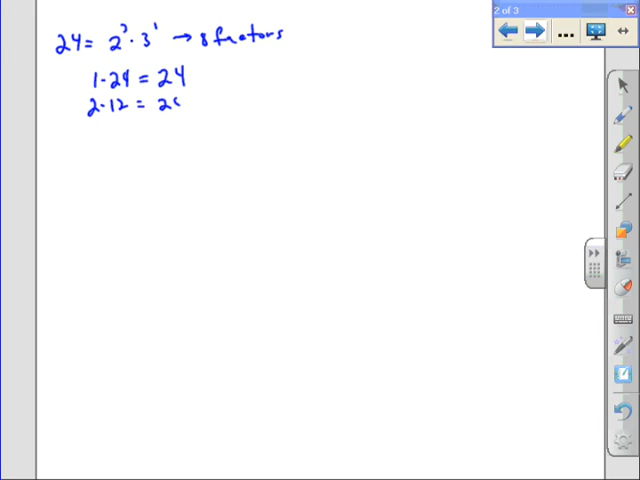 2 of 3
24 = 2³ · 3¹ → 8 factors
1 · 24 = 24
2 · 12 = 2